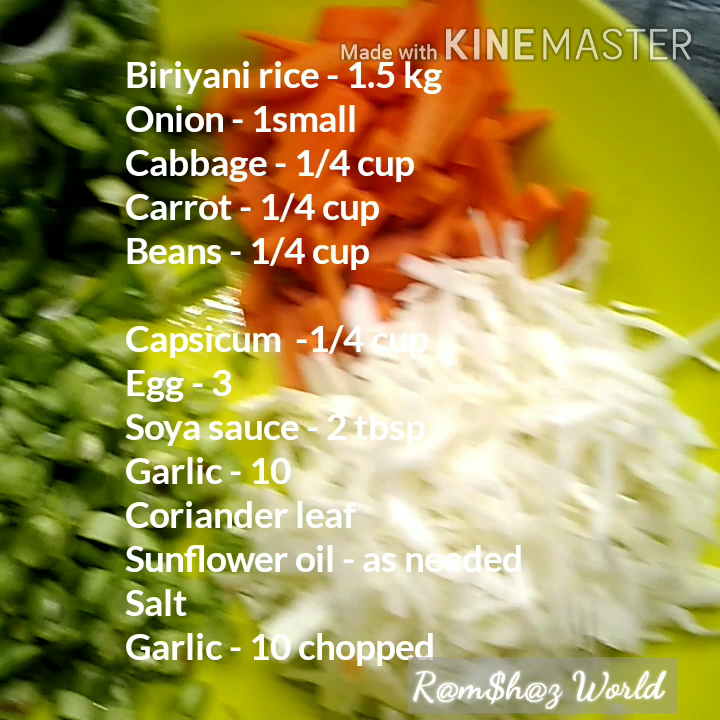 Made with KINEMASTER
Biriyani rice - 1.5 kg
Onion - 1small
Cabbage - 1/4 cup
Carrot - 1/4 cup
Beans - 1/4 cup
Capsicum -1/4 cup
Egg - 3
Soya sauce - 2 tbsp
Garlic - 10
Coriander leaf
Sunflower oil - as needed
Salt
Garlic - 10 chopped
R@m$h@z World